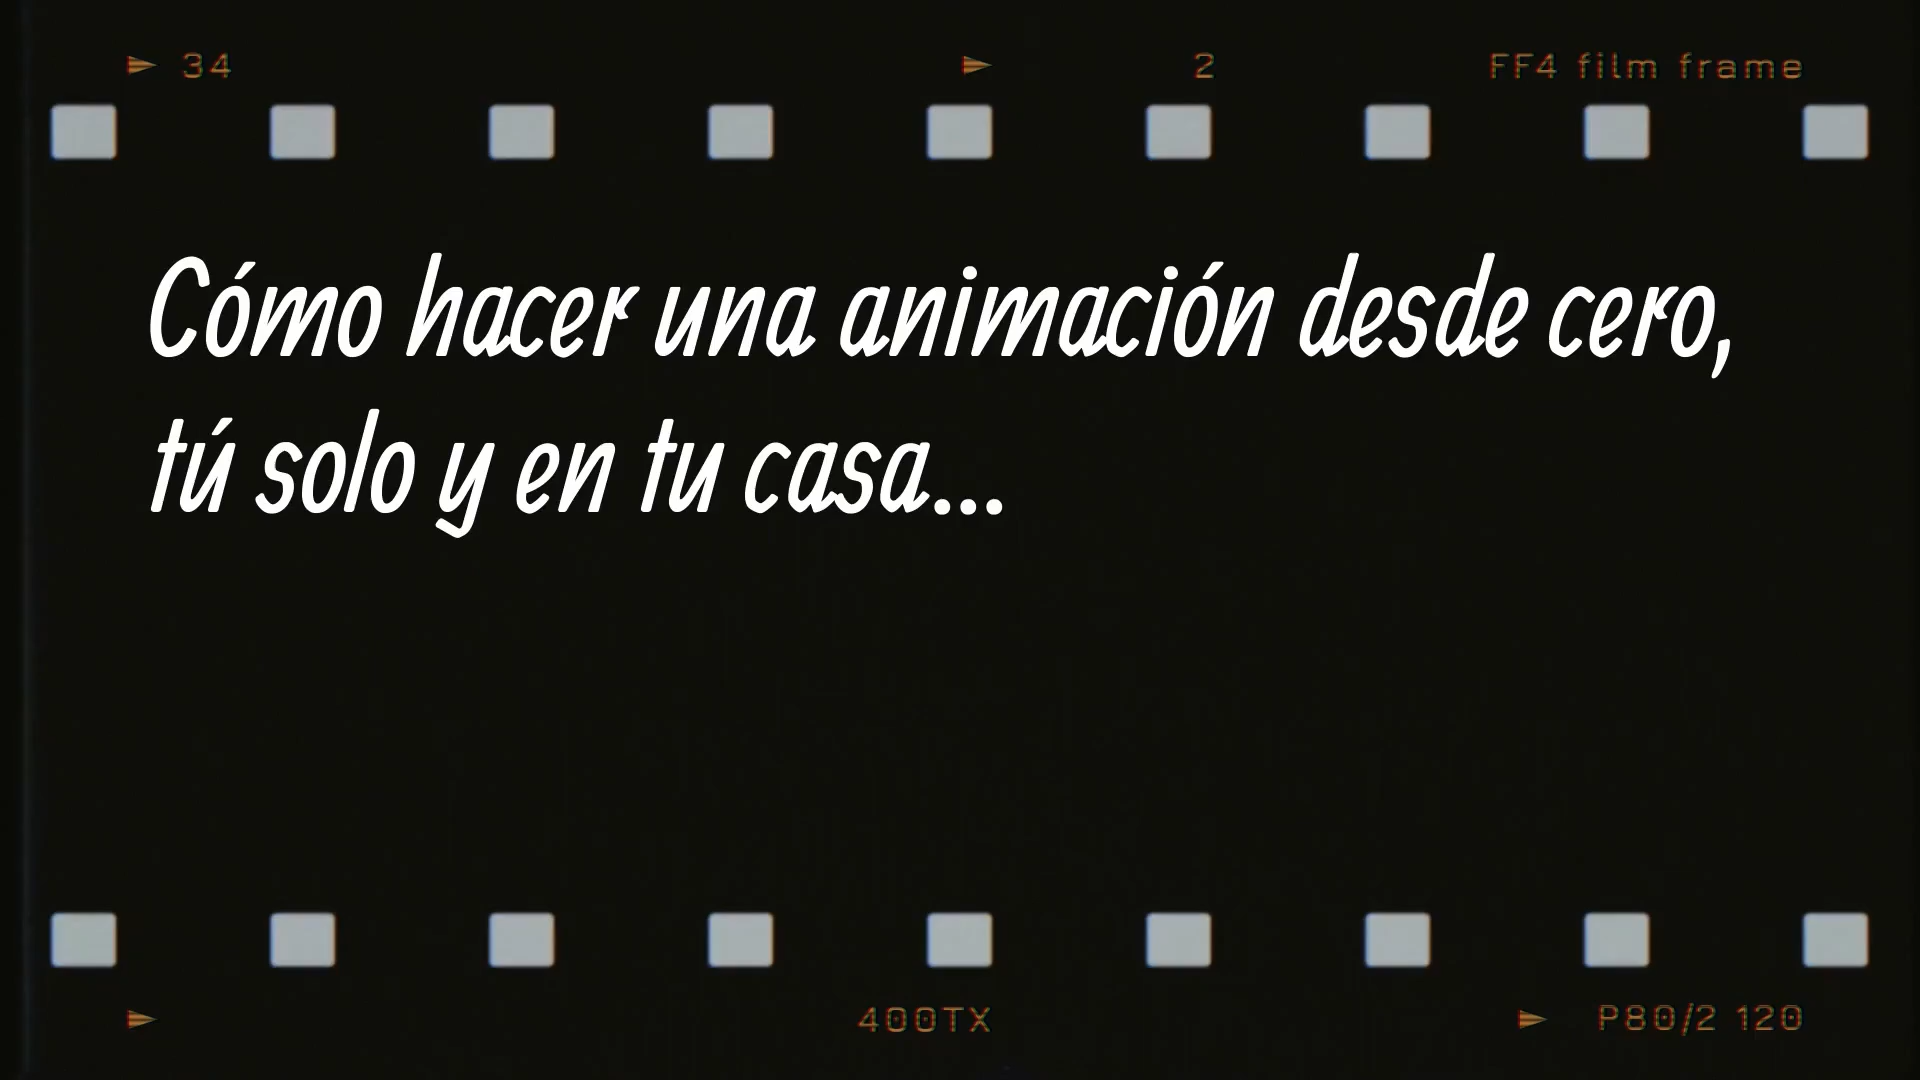 34 2 FF4 film frame
Cómo hacer una animación desde cero,
tú solo y en tu casa...
400TX P80/2 120